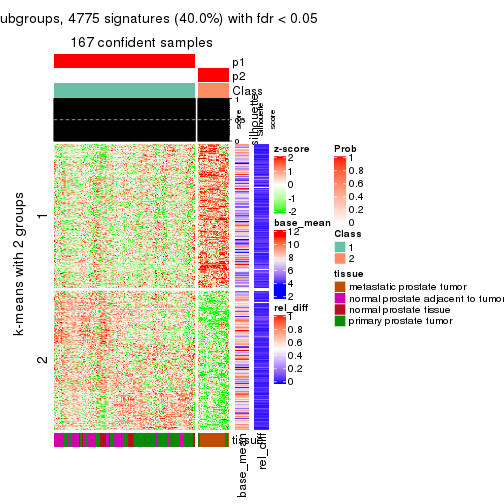 ubgroups, 4775 signatures (40.0%) with fdr < 0.05
167 confident samples
p1
p2
Class
1
0.5
0
silhouette
score
silhouette
score
k-means with 2 groups
1
2
tissue
base_mean
rel_diff
z-score
2
1
0
-1
-2
base_mean
12
10
8
6
4
2
rel_diff
1
0.8
0.6
0.4
0.2
0
Prob
1
0.8
0.6
0.4
0.2
0
Class
1
2
tissue
metastatic prostate tumor
normal prostate adjacent to tumor
normal prostate tissue
primary prostate tumor